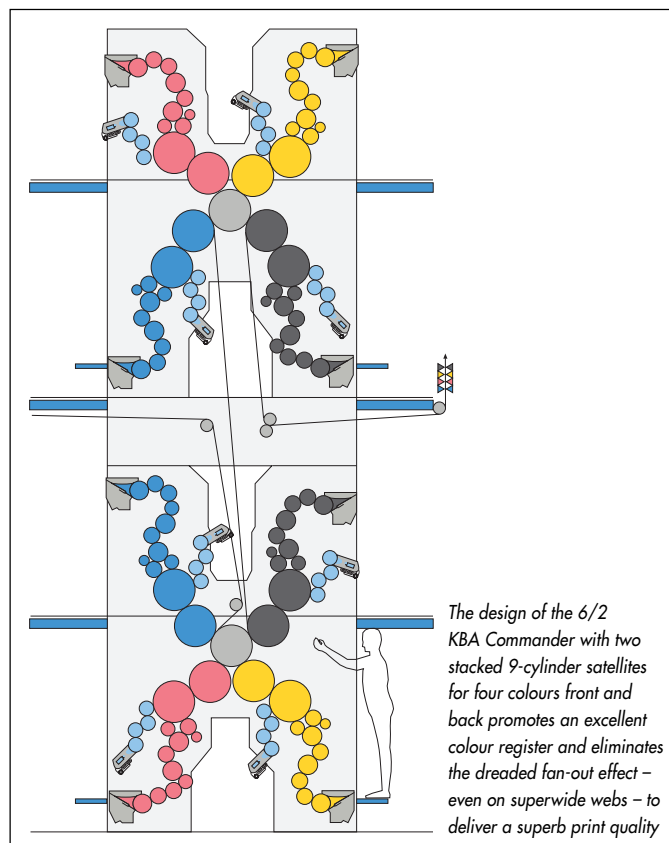 The design of the 6/2
KBA Commander with two
stacked 9-cylinder satellites
for four colours front and
back promotes an excellent
colour register and eliminates
the dreaded fan-out effect –
even on superwide webs – to
deliver a superb print quality